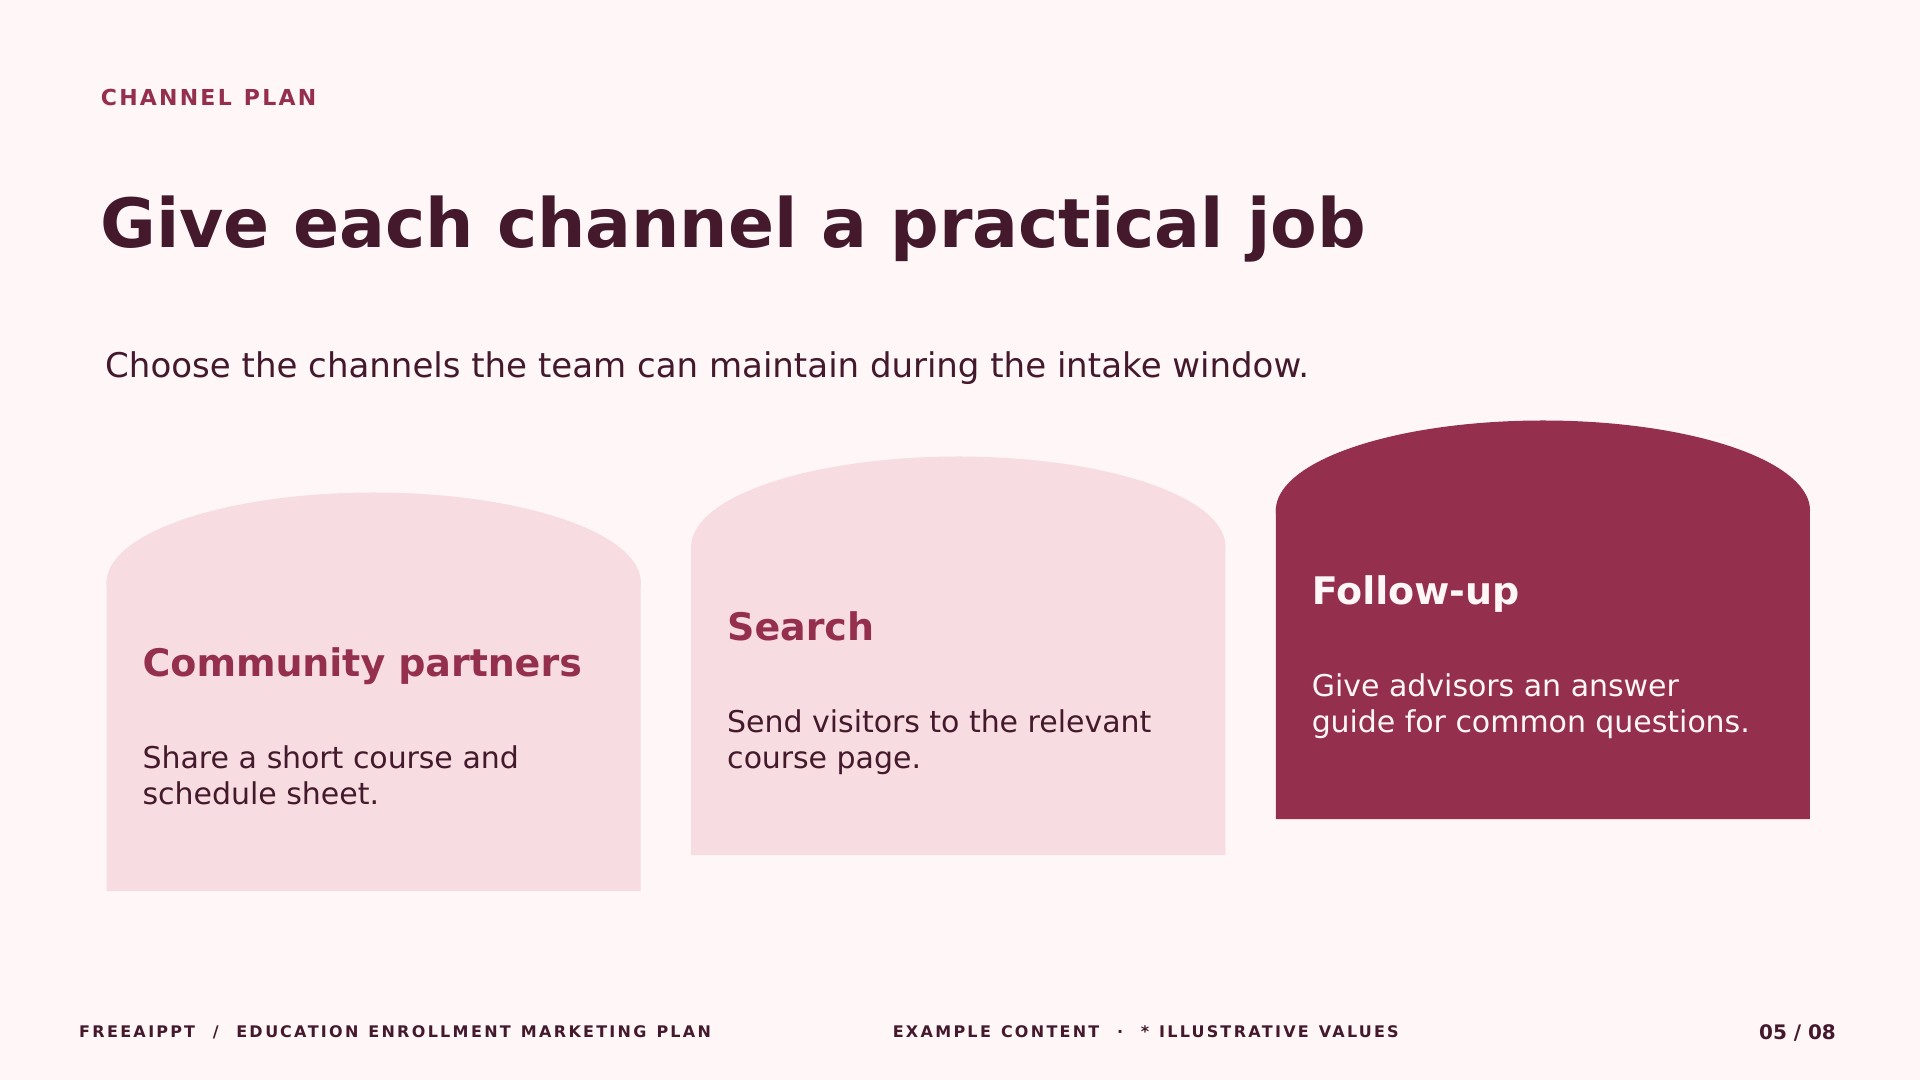 CHANNEL PLAN
Give each channel a practical job
Choose the channels the team can maintain during the intake window.
Community partners
Share a short course and
schedule sheet.
Search
Send visitors to the relevant
course page.
Follow-up
Give advisors an answer
guide for common questions.
FREEAIPPT / EDUCATION ENROLLMENT MARKETING PLAN
EXAMPLE CONTENT · * ILLUSTRATIVE VALUES
05 / 08